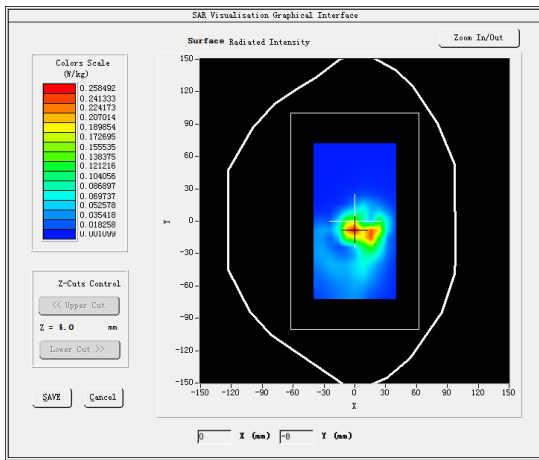 SAR Visualisation Graphical Interface
Surface Radiated Intensity
Zoom In/Out
Colors Scale
(W/kg)
0.258492
0.241333
0.224173
0.207014
0.189854
0.172695
0.155535
0.138375
0.121216
0.104056
0.086897
0.069737
0.052578
0.035418
0.018258
0.001099
150
120
90
60
30
0
-30
-60
-90
-120
-150
Y
-150 -120 -90 -60 -30 0 30 60 90 120 150
X
Z-Cuts Control
<< Upper Cut
Z = mm
Lower Cut >>
SAVE
Cancel
0 X (mm) -8 Y (mm)